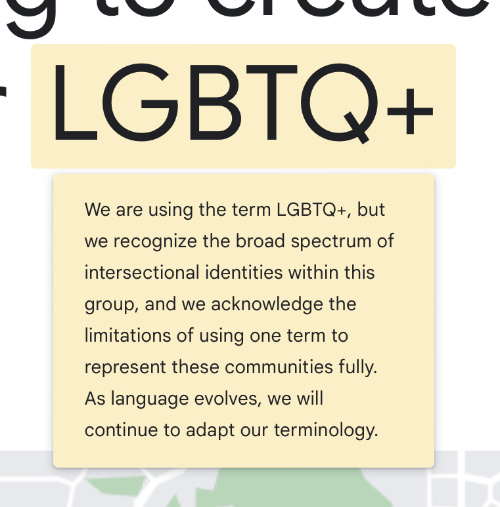 g to create
LGBTQ+
We are using the term LGBTQ+, but
we recognize the broad spectrum of
intersectional identities within this
group, and we acknowledge the
limitations of using one term to
represent these communities fully.
As language evolves, we will
continue to adapt our terminology.